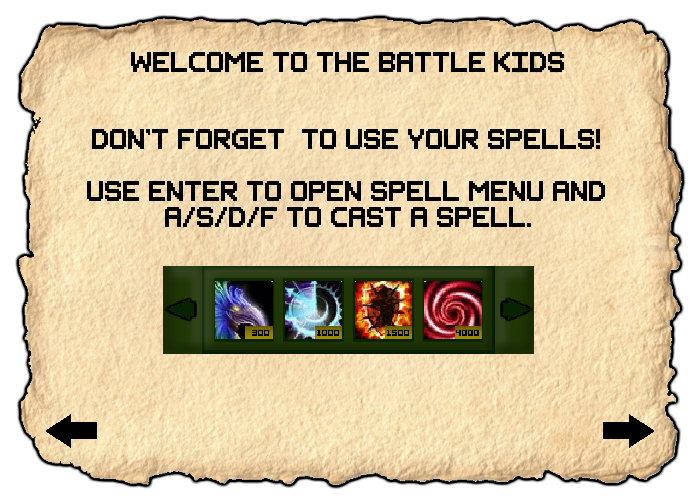 WELCOME TO THE BATTLE KIDS
DON'T FORGET TO USE YOUR SPELLS!
USE ENTER TO OPEN SPELL MENU AND
A/S/D/F TO CAST A SPELL.
300 1000 1500 4000